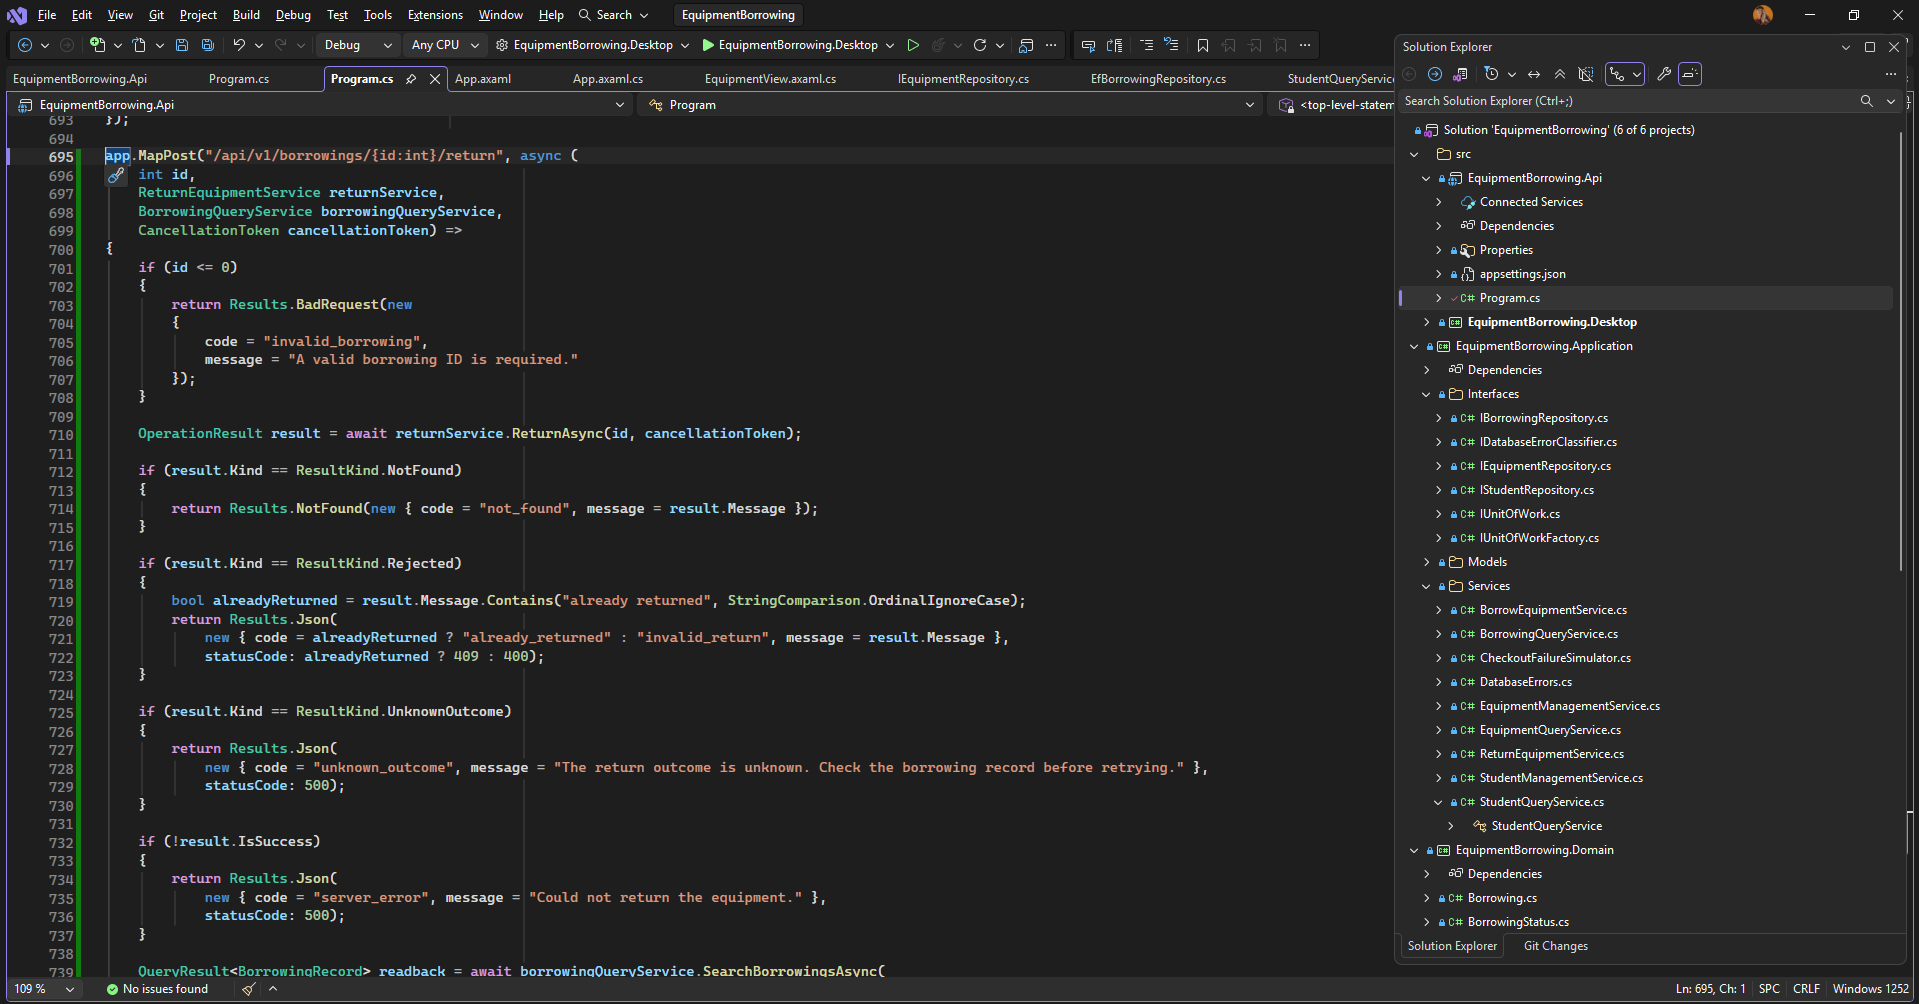 File Edit View Git Project Build Debug Test Tools Extensions Window Help Search EquipmentBorrowing
Debug Any CPU EquipmentBorrowing.Desktop EquipmentBorrowing.Desktop
EquipmentBorrowing.Api Program.cs Program.cs App.axaml App.axaml.cs EquipmentView.axaml.cs IEquipmentRepository.cs EfBorrowingRepository.cs StudentQueryService
EquipmentBorrowing.Api Program <top-level-statem
693 });
694
695 app.MapPost("/api/v1/borrowings/{id:int}/return", async (
696 int id,
697 ReturnEquipmentService returnService,
698 BorrowingQueryService borrowingQueryService,
699 CancellationToken cancellationToken) =>
700 {
701 if (id <= 0)
702 {
703 return Results.BadRequest(new
704 {
705 code = "invalid_borrowing",
706 message = "A valid borrowing ID is required."
707 });
708 }
709
710 OperationResult result = await returnService.ReturnAsync(id, cancellationToken);
711
712 if (result.Kind == ResultKind.NotFound)
713 {
714 return Results.NotFound(new { code = "not_found", message = result.Message });
715 }
716
717 if (result.Kind == ResultKind.Rejected)
718 {
719 bool alreadyReturned = result.Message.Contains("already returned", StringComparison.OrdinalIgnoreCase);
720 return Results.Json(
721 new { code = alreadyReturned ? "already_returned" : "invalid_return", message = result.Message },
722 statusCode: alreadyReturned ? 409 : 400);
723 }
724
725 if (result.Kind == ResultKind.UnknownOutcome)
726 {
727 return Results.Json(
728 new { code = "unknown_outcome", message = "The return outcome is unknown. Check the borrowing record before retrying." },
729 statusCode: 500);
730 }
731
732 if (!result.IsSuccess)
733 {
734 return Results.Json(
735 new { code = "server_error", message = "Could not return the equipment." },
736 statusCode: 500);
737 }
738
739 QueryResult<BorrowingRecord> readback = await borrowingQueryService.SearchBorrowingsAsync(
109 % No issues found Ln: 695, Ch: 1 SPC CRLF Windows 1252
Solution Explorer
Search Solution Explorer (Ctrl+;)
Solution 'EquipmentBorrowing' (6 of 6 projects)
src
EquipmentBorrowing.Api
Connected Services
Dependencies
Properties
appsettings.json
C# Program.cs
EquipmentBorrowing.Desktop
EquipmentBorrowing.Application
Dependencies
Interfaces
C# IBorrowingRepository.cs
C# IDatabaseErrorClassifier.cs
C# IEquipmentRepository.cs
C# IStudentRepository.cs
C# IUnitOfWork.cs
C# IUnitOfWorkFactory.cs
Models
Services
C# BorrowEquipmentService.cs
C# BorrowingQueryService.cs
C# CheckoutFailureSimulator.cs
C# DatabaseErrors.cs
C# EquipmentManagementService.cs
C# EquipmentQueryService.cs
C# ReturnEquipmentService.cs
C# StudentManagementService.cs
C# StudentQueryService.cs
StudentQueryService
EquipmentBorrowing.Domain
Dependencies
C# Borrowing.cs
C# BorrowingStatus.cs
Solution Explorer Git Changes